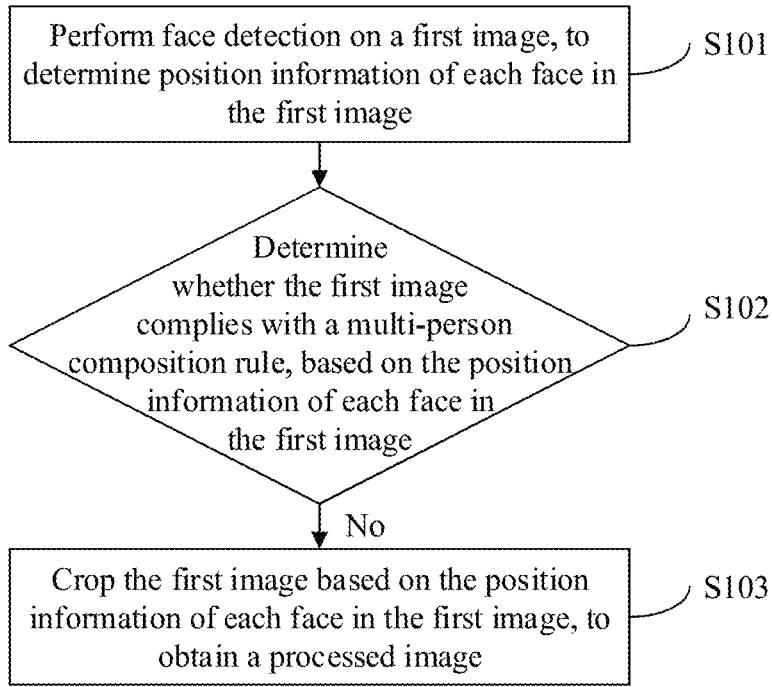 Perform face detection on a first image, to
determine position information of each face in
the first image
S101
Determine
whether the first image
complies with a multi-person
composition rule, based on the position
information of each face in
the first image
S102
No
Crop the first image based on the position
information of each face in the first image, to
obtain a processed image
S103